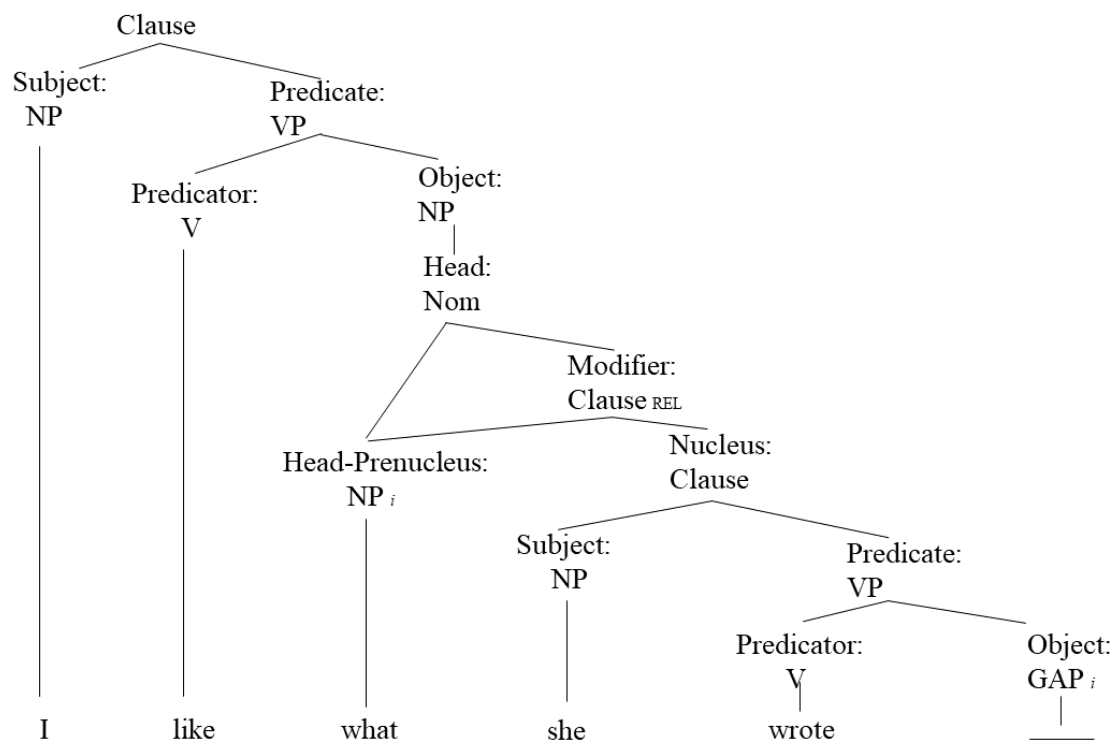 Clause
Subject:
NP
Predicate:
VP
Predicator:
V
Object:
NP
Head:
Nom
Modifier:
Clause REL
Head-Prenucleus:
NP i
Nucleus:
Clause
Subject:
NP
Predicate:
VP
Predicator:
V
Object:
GAP i
I like what she wrote ___